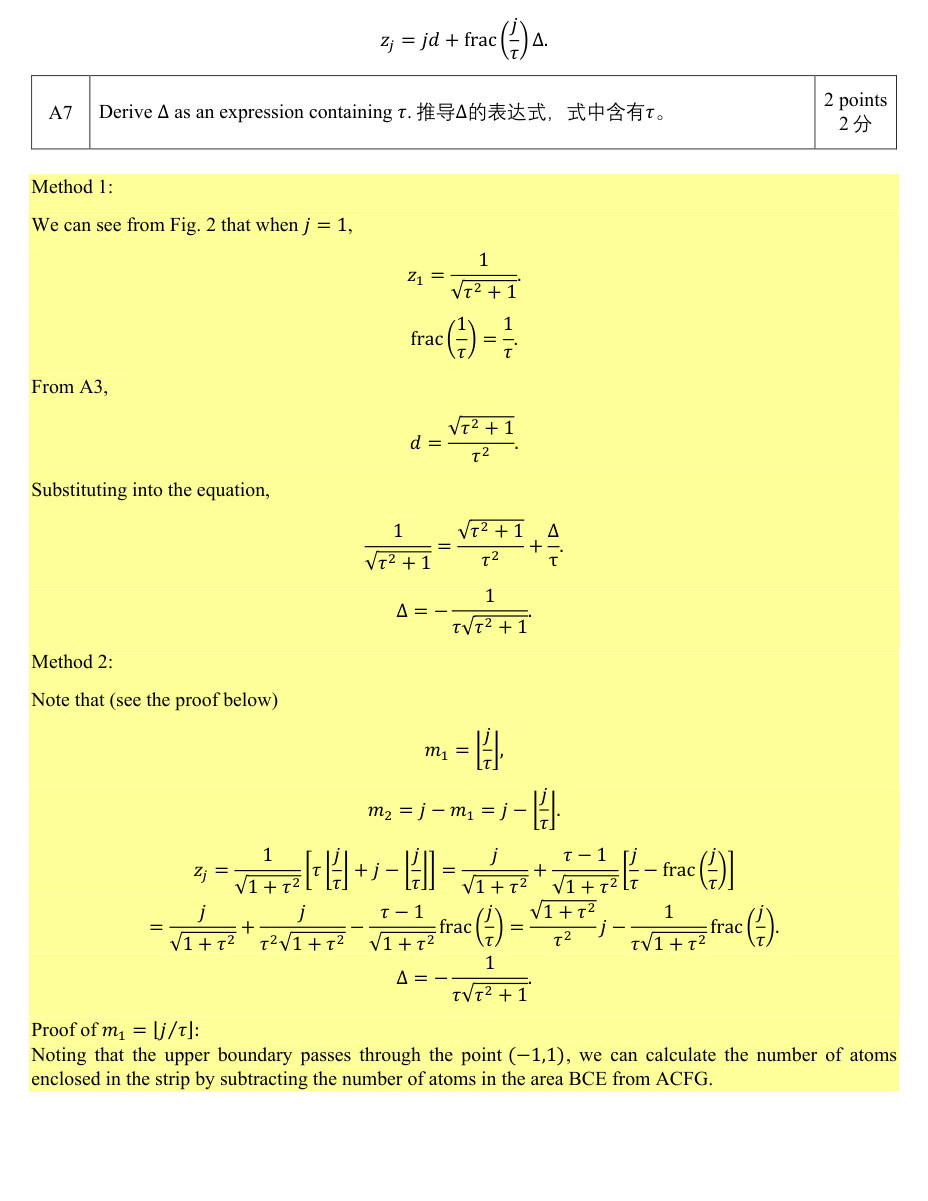 z_j = jd + frac(j/τ) Δ.
A7
Derive Δ as an expression containing τ. 推导Δ的表达式，式中含有τ。
2 points
2 分
Method 1:
We can see from Fig. 2 that when j = 1,
z_1 = 1/√(τ² + 1).
frac(1/τ) = 1/τ.
From A3,
d = √(τ² + 1)/τ².
Substituting into the equation,
1/√(τ² + 1) = √(τ² + 1)/τ² + Δ/τ.
Δ = − 1/(τ√(τ² + 1)).
Method 2:
Note that (see the proof below)
m_1 = ⌊j/τ⌋,
m_2 = j − m_1 = j − ⌊j/τ⌋.
z_j = 1/√(1 + τ²) [τ⌊j/τ⌋ + j − ⌊j/τ⌋] = j/√(1 + τ²) + (τ − 1)/√(1 + τ²) [j/τ − frac(j/τ)]
= j/√(1 + τ²) + j/(τ²√(1 + τ²)) − (τ − 1)/√(1 + τ²) frac(j/τ) = √(1 + τ²)/τ² j − 1/(τ√(1 + τ²)) frac(j/τ).
Δ = − 1/(τ√(τ² + 1)).
Proof of m_1 = ⌊j/τ⌋:
Noting that the upper boundary passes through the point (−1,1), we can calculate the number of atoms
enclosed in the strip by subtracting the number of atoms in the area BCE from ACFG.